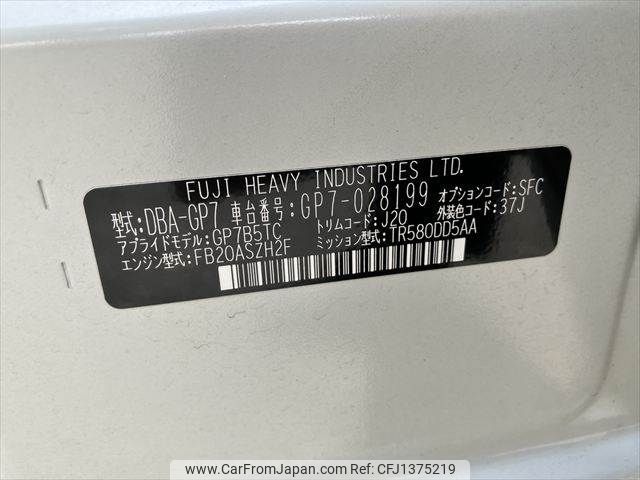 FUJI HEAVY INDUSTRIES LTD.
型式:DBA-GP7 車台番号:GP7-028199 オプションコード:SFC
アプライドモデル:GP7B5TC トリムコード:J20 外装色コード:37J
エンジン型式:FB20ASZH2F ミッション型式:TR580DD5AA
www.carfromjapan.com - CFJ1375219